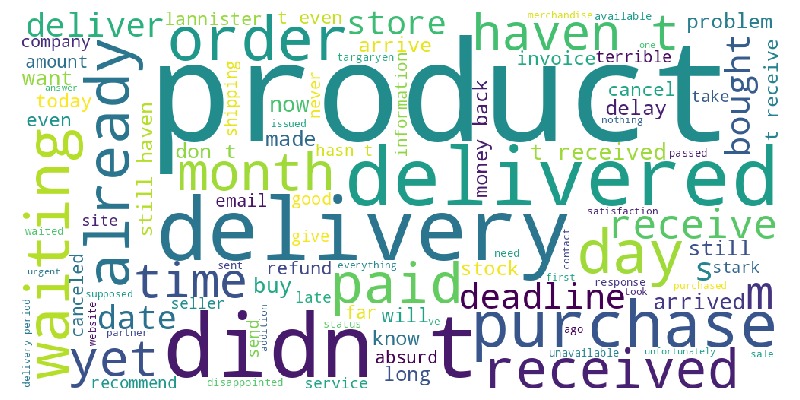 deliver
lannister
t even
store
merchandise
available
problem
company
order
haven t
arrive
amount
targaryen
invoice
terrible
want
answer
already
product
shipping
never
information
one
cancel
today
now
delay
take
bought
t receive
even
issued
made
nothing
still haven
don t
hasn t
money back
t received
passed
waiting
month
delivered
email
good
satisfaction
site
delivery
receive
waited
give
contact
day
still
urgent
time
sent
refund
everything
need
s
stark
canceled
supposed
buy
paid
stock
response
first
took
purchased
date
seller
late
deadline
arrived
m
website
far
will
ve
delivery period
partner
send
addition
status
purchase
yet
didn t
know
ago
absurd
unavailable
unfortunately
sale
recommend
disappointed
service
long
received